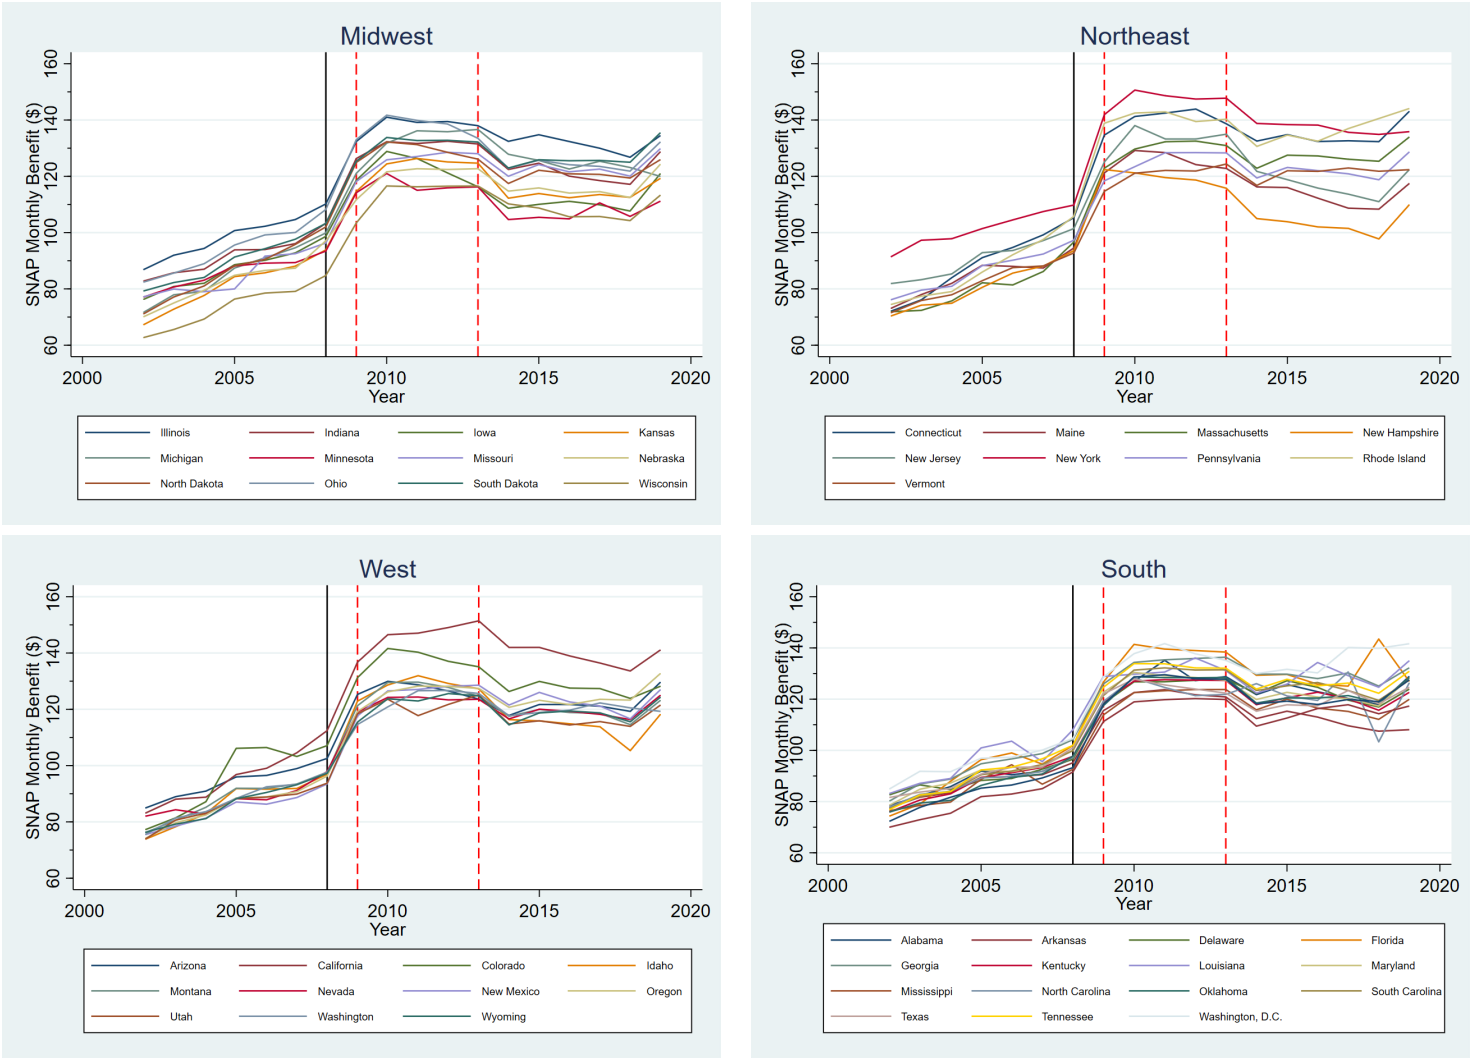 Midwest
SNAP Monthly Benefit ($)
160
140
120
100
80
60
2000 2005 2010 2015 2020
Year
Illinois Indiana Iowa Kansas
Michigan Minnesota Missouri Nebraska
North Dakota Ohio South Dakota Wisconsin
Northeast
SNAP Monthly Benefit ($)
160
140
120
100
80
60
2000 2005 2010 2015 2020
Year
Connecticut Maine Massachusetts New Hampshire
New Jersey New York Pennsylvania Rhode Island
Vermont
West
SNAP Monthly Benefit ($)
160
140
120
100
80
60
2000 2005 2010 2015 2020
Year
Arizona California Colorado Idaho
Montana Nevada New Mexico Oregon
Utah Washington Wyoming
South
SNAP Monthly Benefit ($)
160
140
120
100
80
60
2000 2005 2010 2015 2020
Year
Alabama Arkansas Delaware Florida
Georgia Kentucky Louisiana Maryland
Mississippi North Carolina Oklahoma South Carolina
Texas Tennessee Washington, D.C.